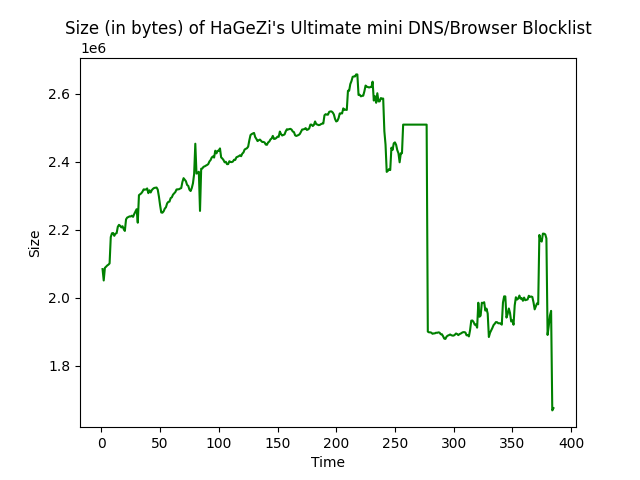 Size (in bytes) of HaGeZi's Ultimate mini DNS/Browser Blocklist
1e6
2.6
2.4
2.2
2.0
1.8
Size
0 50 100 150 200 250 300 350 400
Time